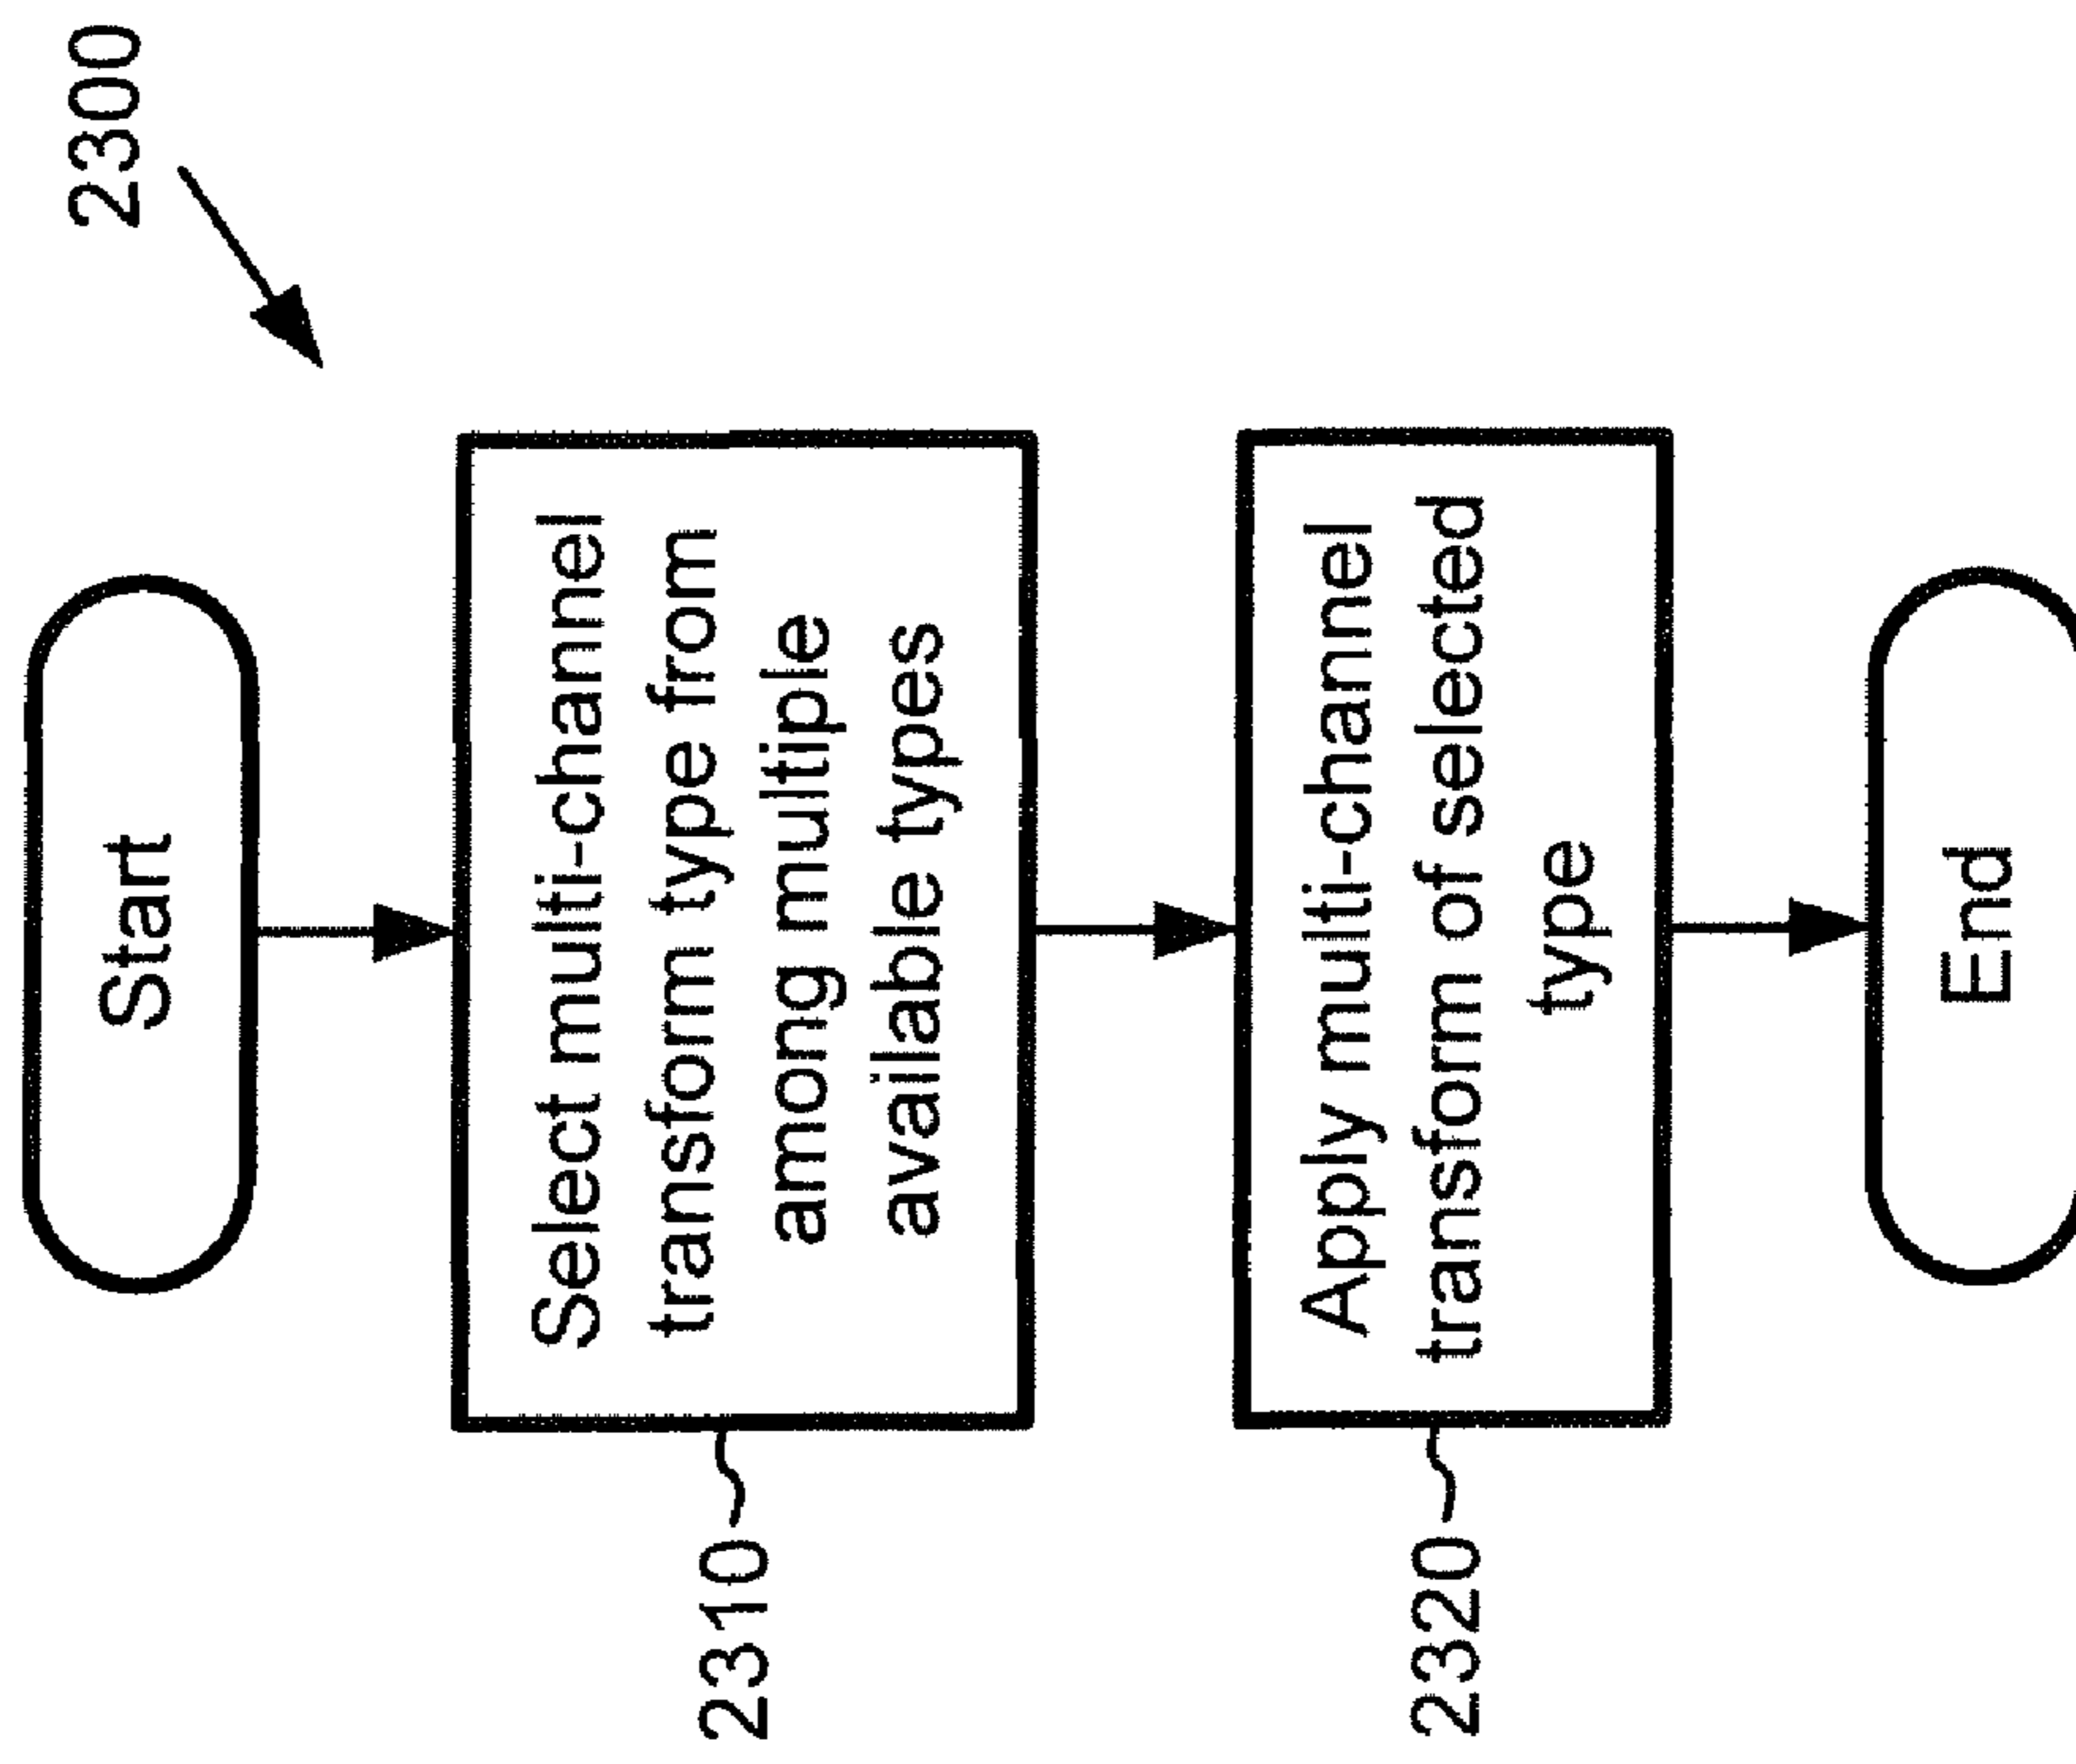 2300
Start
2310
Select multi-channel
transform type from
among multiple
available types
2320
Apply multi-channel
transform of selected
type
End